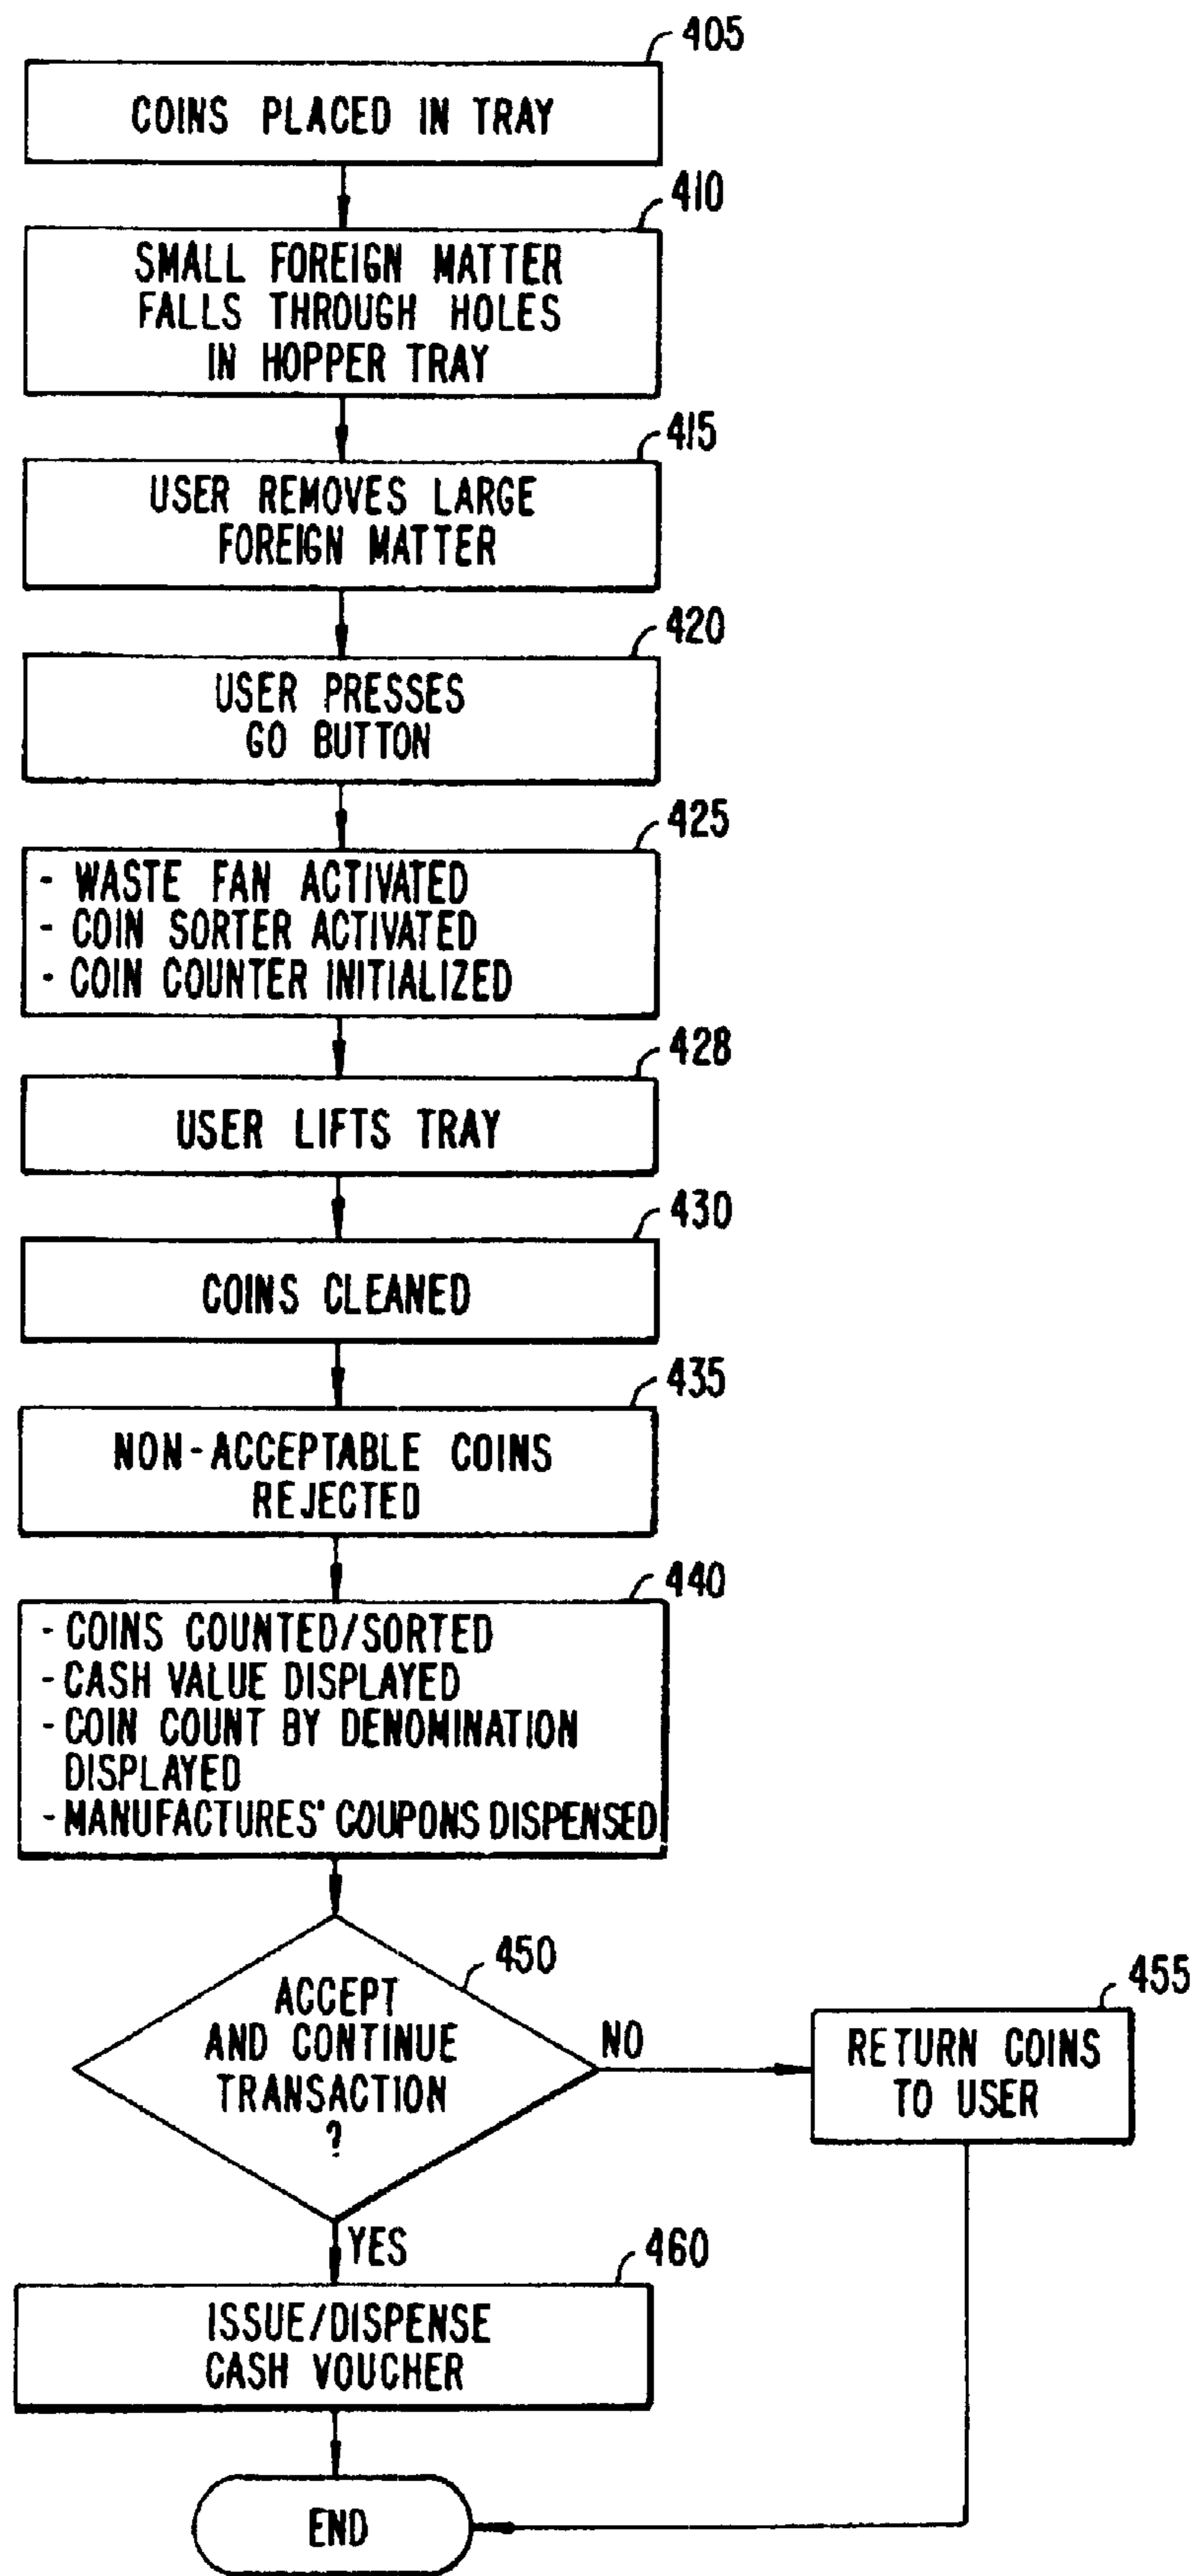 405
COINS PLACED IN TRAY
410
SMALL FOREIGN MATTER
FALLS THROUGH HOLES
IN HOPPER TRAY
415
USER REMOVES LARGE
FOREIGN MATTER
420
USER PRESSES
GO BUTTON
425
- WASTE FAN ACTIVATED
- COIN SORTER ACTIVATED
- COIN COUNTER INITIALIZED
428
USER LIFTS TRAY
430
COINS CLEANED
435
NON-ACCEPTABLE COINS
REJECTED
440
- COINS COUNTED/SORTED
- CASH VALUE DISPLAYED
- COIN COUNT BY DENOMINATION
DISPLAYED
- MANUFACTURES' COUPONS DISPENSED
450
ACCEPT
AND CONTINUE
TRANSACTION
?
NO
455
RETURN COINS
TO USER
YES
460
ISSUE/DISPENSE
CASH VOUCHER
END